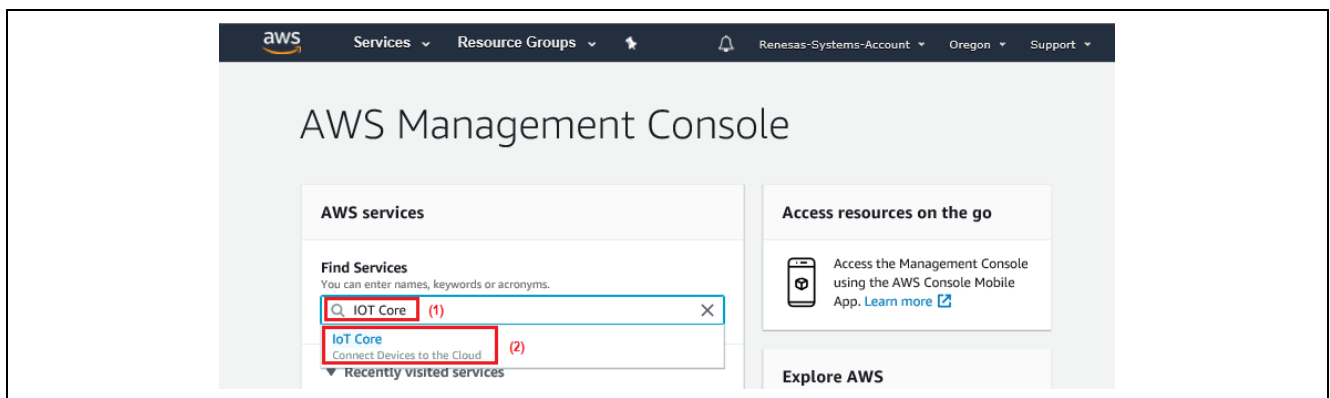 aws Services Resource Groups Renesas-Systems-Account Oregon Support
AWS Management Console
AWS services
Find Services
You can enter names, keywords or acronyms.
IOT Core (1)
IoT Core
Connect Devices to the Cloud (2)
Recently visited services
Access resources on the go
Access the Management Console
using the AWS Console Mobile
App. Learn more
Explore AWS